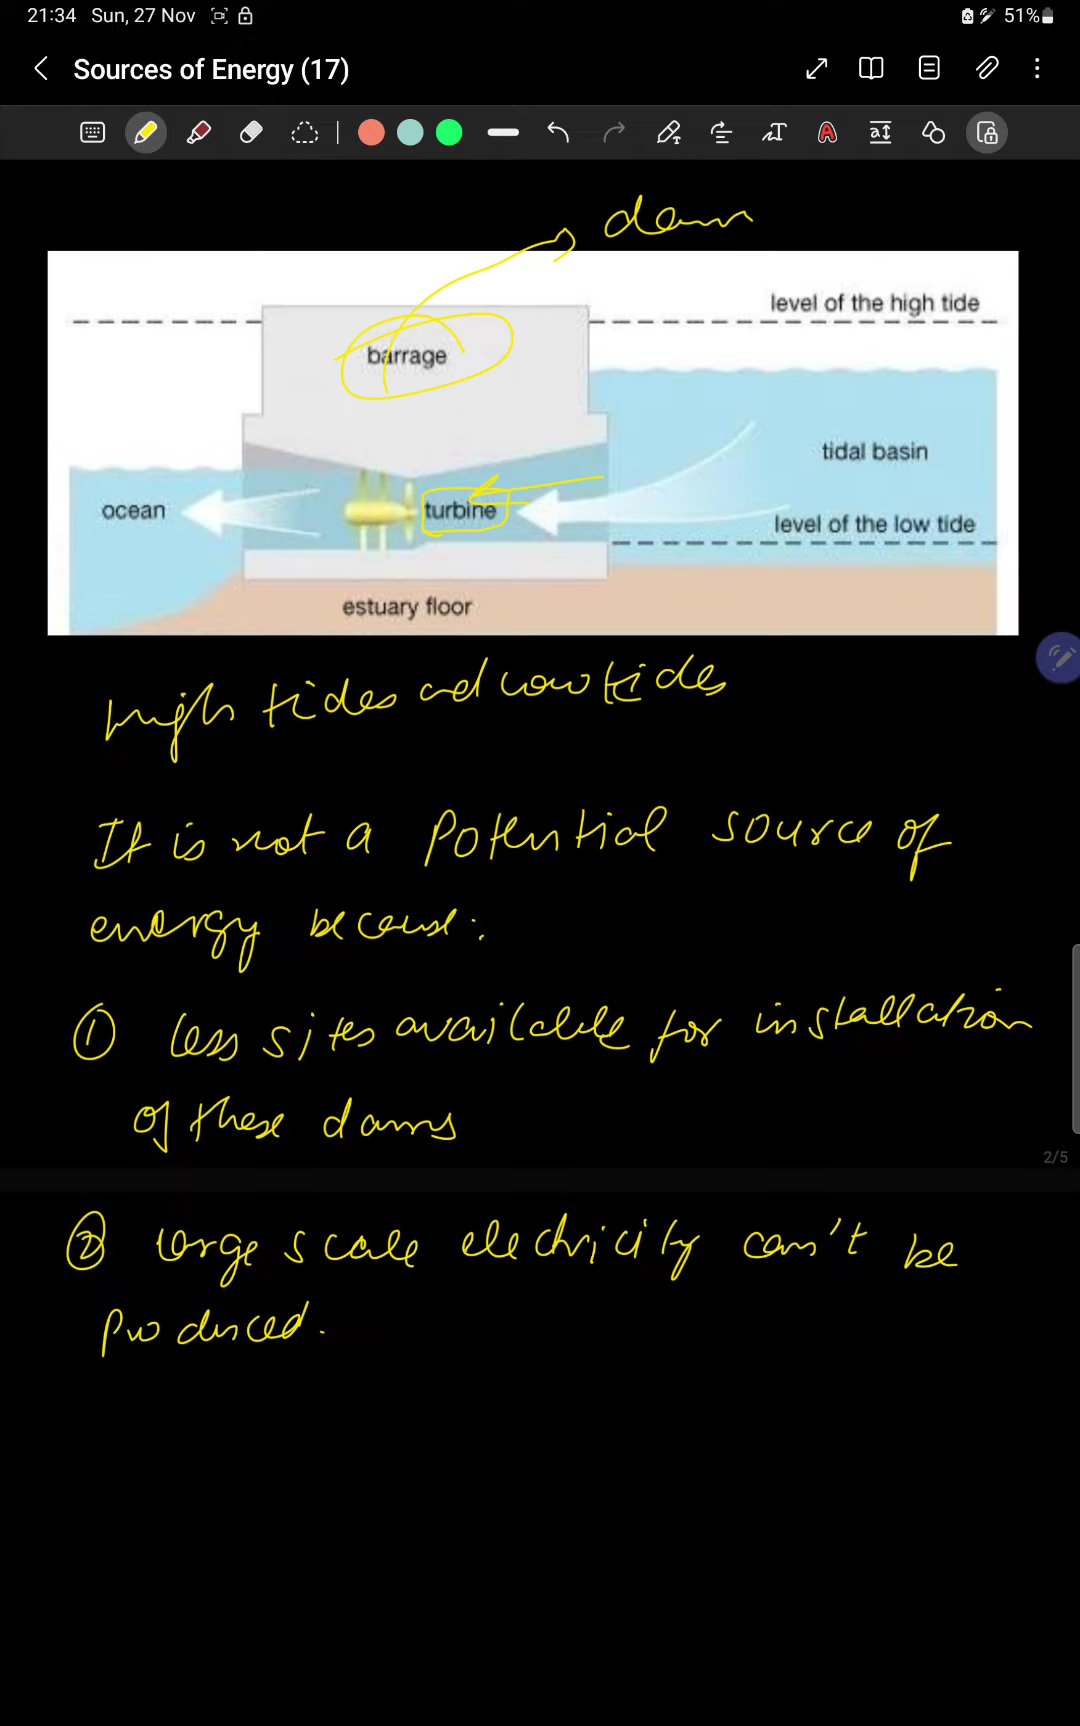 21:34 Sun, 27 Nov 51%
Sources of Energy (17)
dam
level of the high tide
barrage
tidal basin
ocean turbine
level of the low tide
estuary floor
High tides and low tides
It is not a Potential source of
energy because:
① Less sites available for installation
of these dams
2/5
② Large scale electricity can't be
produced.